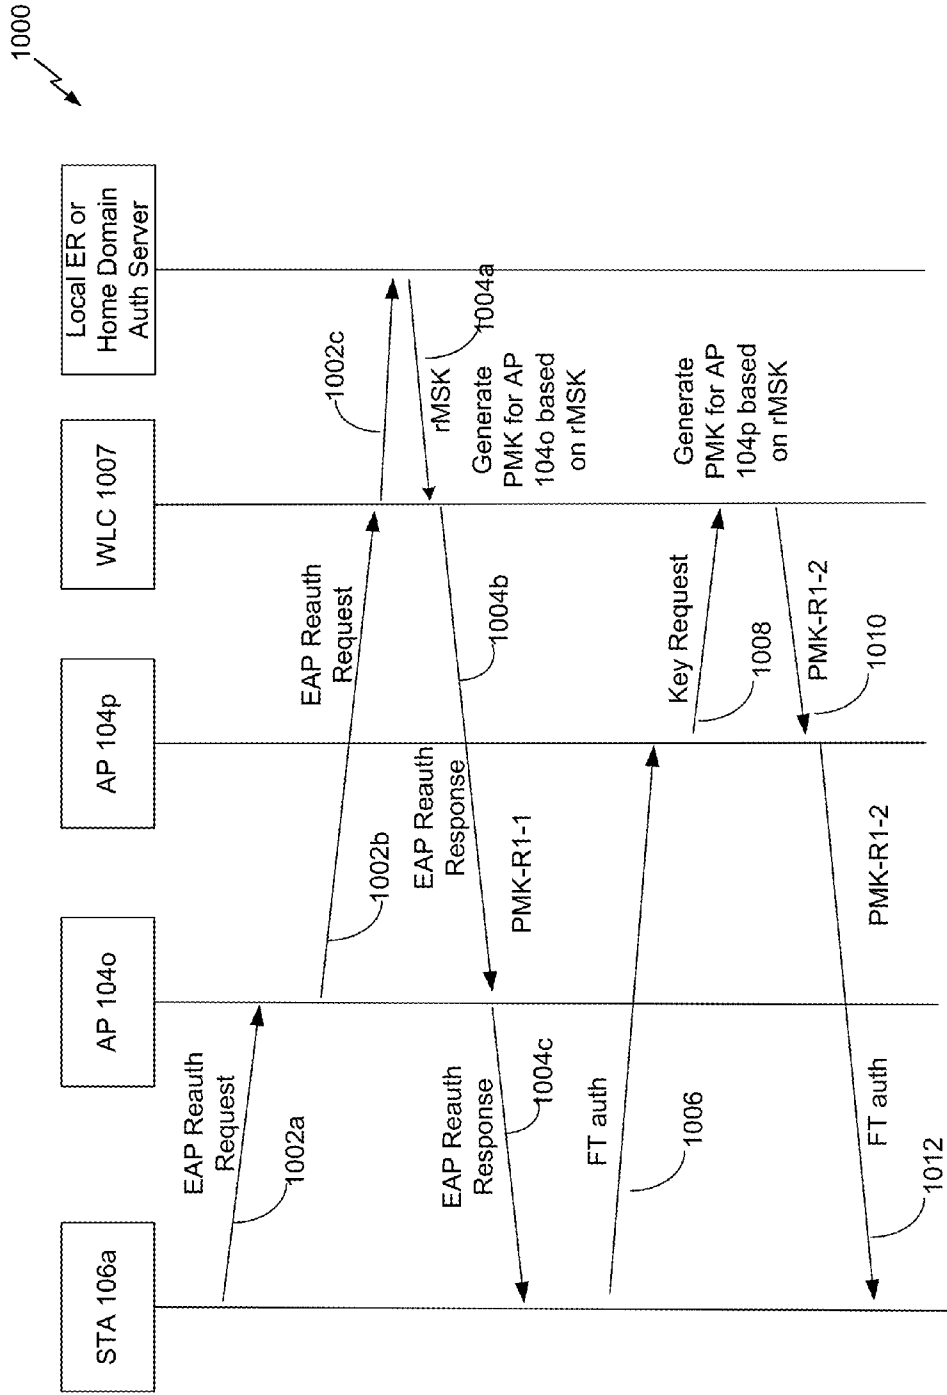 1000
STA 106a
AP 104o
AP 104p
WLC 1007
Local ER or
Home Domain
Auth Server
EAP Reauth
Request
1002a
EAP Reauth
Request
1002b
1002c
rMSK
1004a
Generate
PMK for AP
104o based
on rMSK
1004b
EAP Reauth
Response
PMK-R1-1
EAP Reauth
Response
1004c
FT auth
1006
Key Request
1008
Generate
PMK for AP
104p based
on rMSK
PMK-R1-2
1010
PMK-R1-2
FT auth
1012